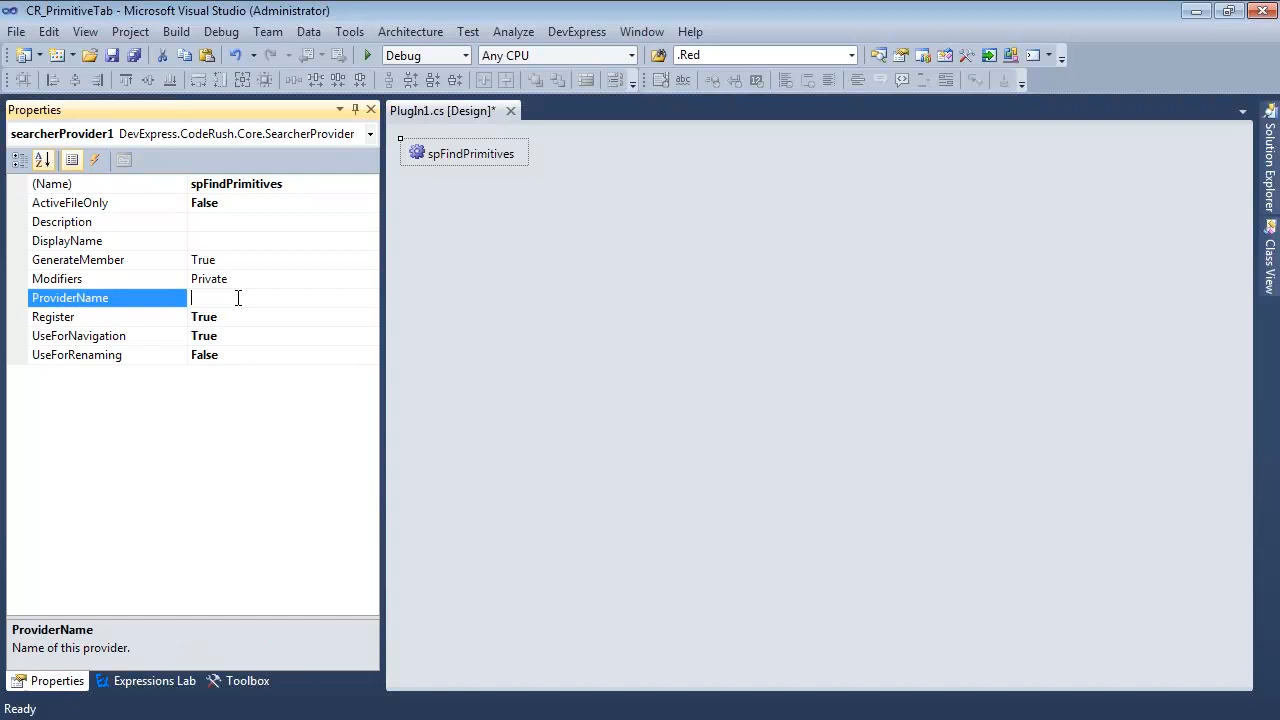 CR_PrimitiveTab - Microsoft Visual Studio (Administrator)
File Edit View Project Build Debug Team Data Tools Architecture Test Analyze DevExpress Window Help
Debug Any CPU .Red
Properties
PlugIn1.cs [Design]*
searcherProvider1 DevExpress.CodeRush.Core.SearcherProvider
spFindPrimitives
(Name) spFindPrimitives
ActiveFileOnly False
Description
DisplayName
GenerateMember True
Modifiers Private
ProviderName
Register True
UseForNavigation True
UseForRenaming False
Solution Explorer
Class View
ProviderName
Name of this provider.
Properties Expressions Lab Toolbox
Ready